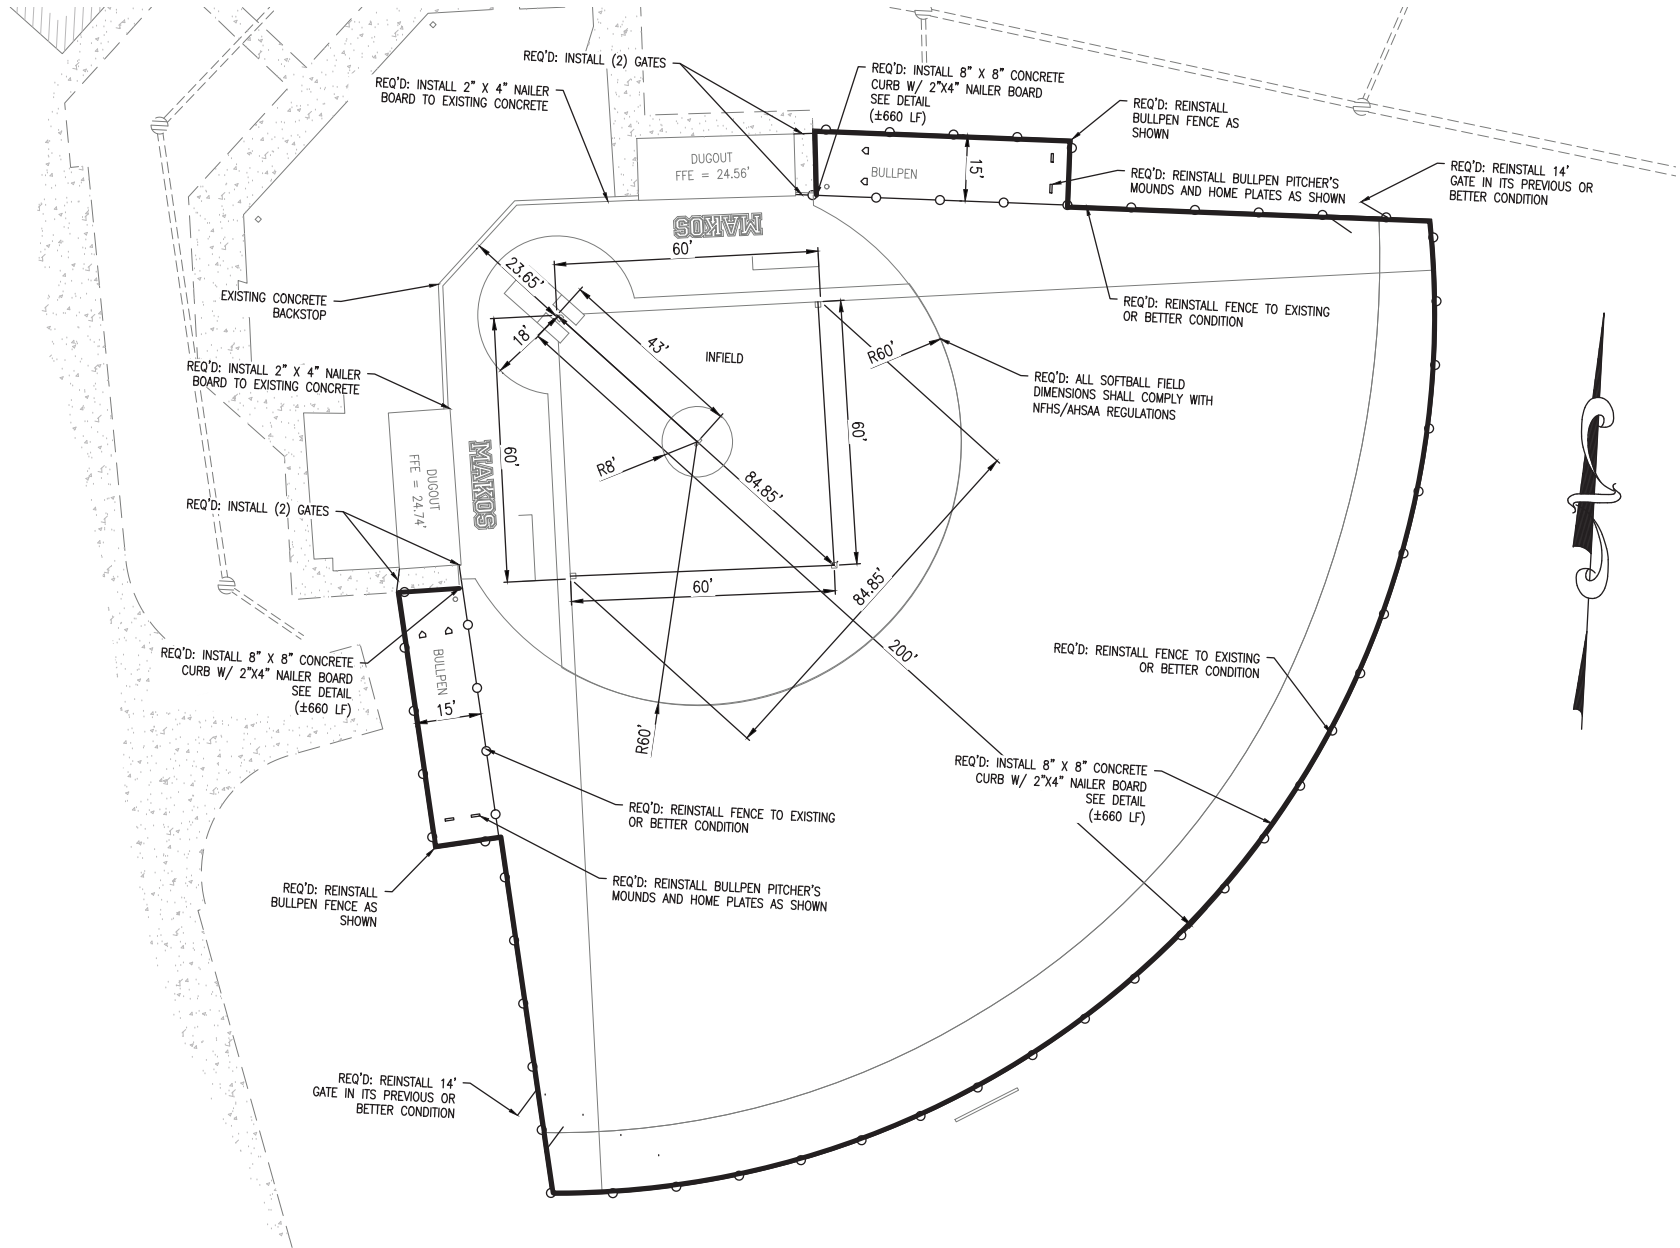 REQ'D: INSTALL (2) GATES
REQ'D: INSTALL 2" X 4" NAILER
BOARD TO EXISTING CONCRETE
REQ'D: INSTALL 8" X 8" CONCRETE
CURB W/ 2"X4" NAILER BOARD
SEE DETAIL
(±660 LF)
REQ'D: REINSTALL
BULLPEN FENCE AS
SHOWN
DUGOUT
FFE = 24.56'
BULLPEN
15'
REQ'D: REINSTALL BULLPEN PITCHER'S
MOUNDS AND HOME PLATES AS SHOWN
REQ'D: REINSTALL 14'
GATE IN ITS PREVIOUS OR
BETTER CONDITION
MAKOS
60'
23.65'
EXISTING CONCRETE
BACKSTOP
REQ'D: REINSTALL FENCE TO EXISTING
OR BETTER CONDITION
18'
43'
INFIELD
R60'
REQ'D: INSTALL 2" X 4" NAILER
BOARD TO EXISTING CONCRETE
REQ'D: ALL SOFTBALL FIELD
DIMENSIONS SHALL COMPLY WITH
NFHS/AHSAA REGULATIONS
60'
60'
R8'
84.85'
DUGOUT
FFE = 24.74'
MAKOS
REQ'D: INSTALL (2) GATES
60'
84.85'
200'
REQ'D: INSTALL 8" X 8" CONCRETE
CURB W/ 2"X4" NAILER BOARD
SEE DETAIL
(±660 LF)
BULLPEN
15'
R60'
REQ'D: REINSTALL FENCE TO EXISTING
OR BETTER CONDITION
REQ'D: INSTALL 8" X 8" CONCRETE
CURB W/ 2"X4" NAILER BOARD
SEE DETAIL
(±660 LF)
REQ'D: REINSTALL FENCE TO EXISTING
OR BETTER CONDITION
REQ'D: REINSTALL
BULLPEN FENCE AS
SHOWN
REQ'D: REINSTALL BULLPEN PITCHER'S
MOUNDS AND HOME PLATES AS SHOWN
REQ'D: REINSTALL 14'
GATE IN ITS PREVIOUS OR
BETTER CONDITION